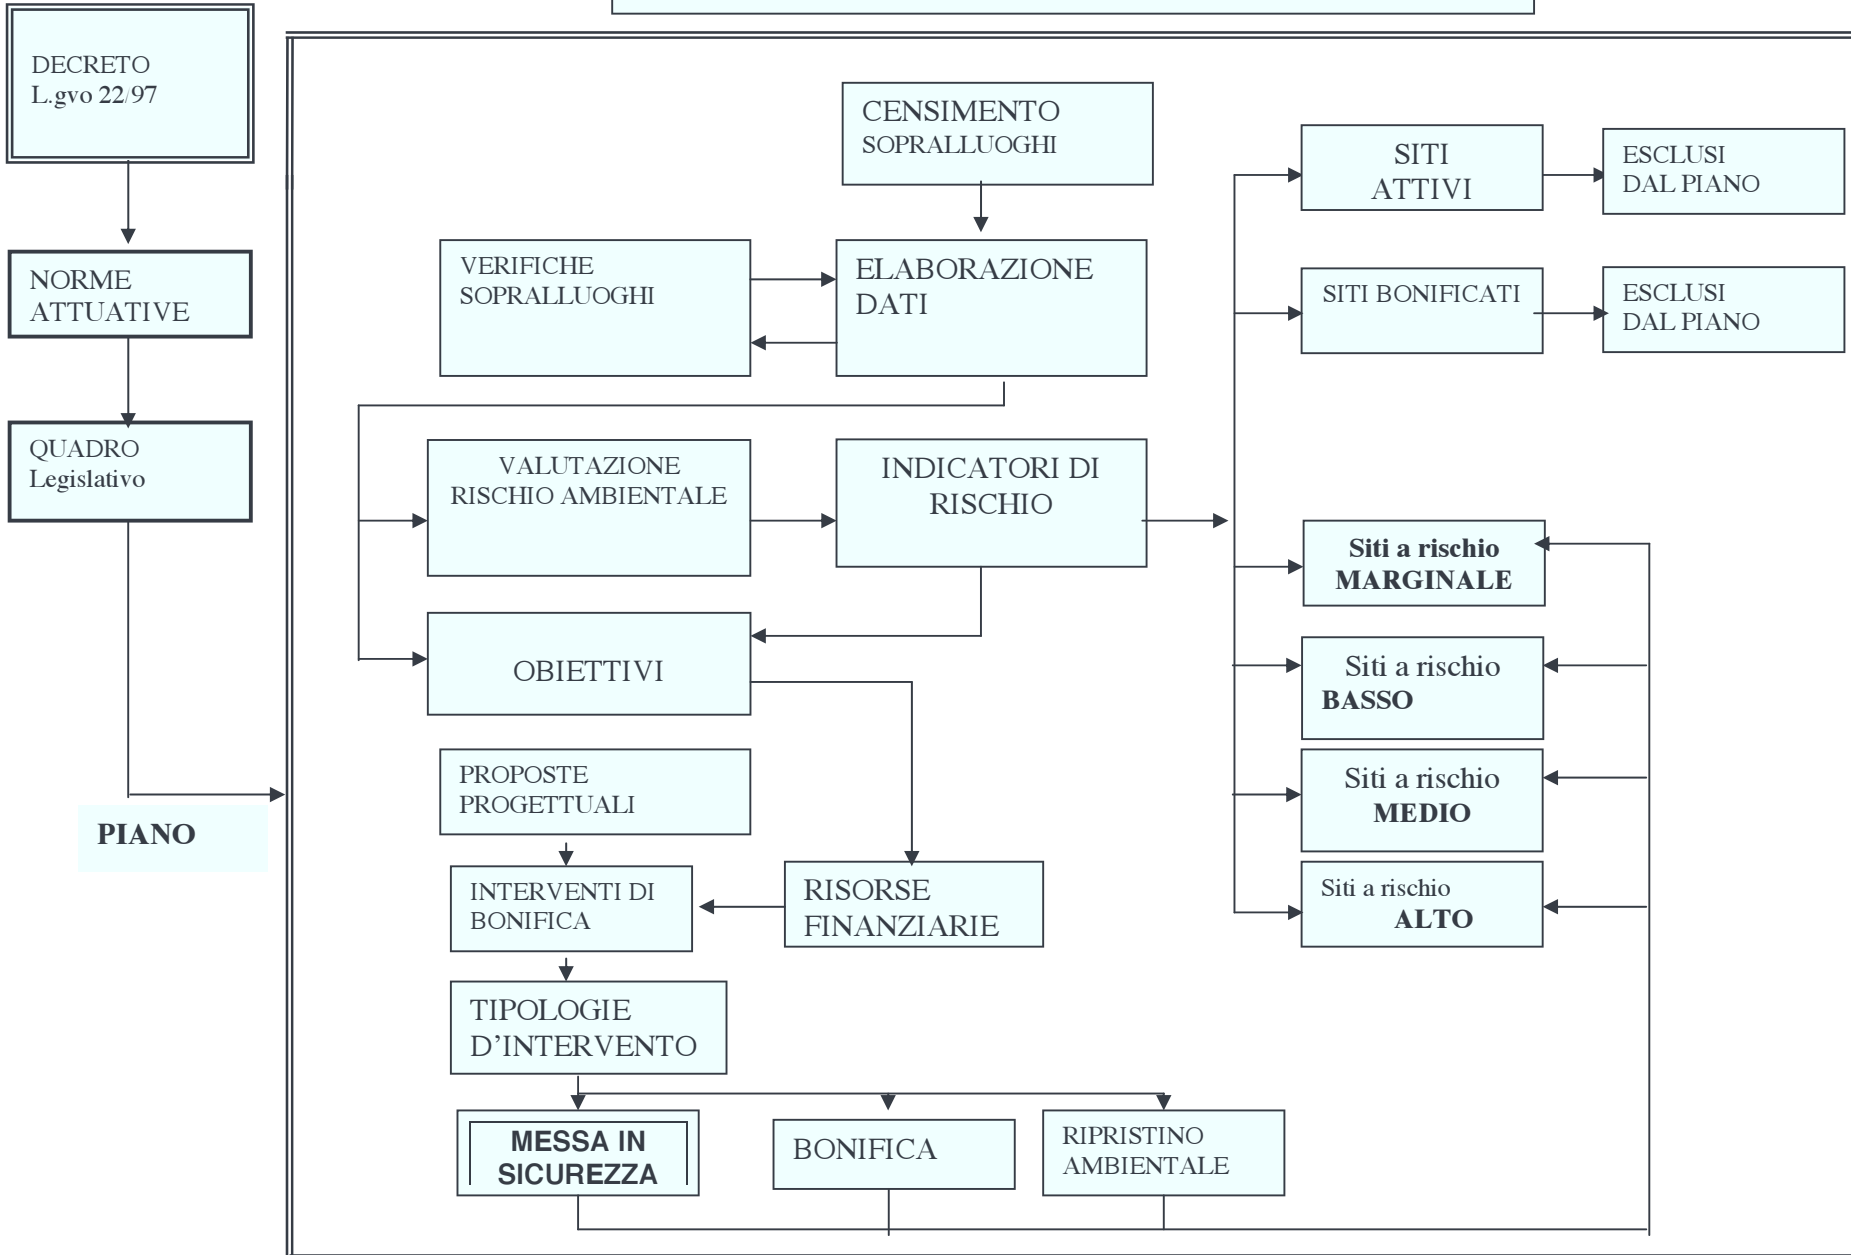 DECRETO
L.gvo 22/97
NORME
ATTUATIVE
QUADRO
Legislativo
PIANO
CENSIMENTO
SOPRALLUOGHI
VERIFICHE
SOPRALLUOGHI
ELABORAZIONE
DATI
VALUTAZIONE
RISCHIO AMBIENTALE
INDICATORI DI
RISCHIO
OBIETTIVI
PROPOSTE
PROGETTUALI
INTERVENTI DI
BONIFICA
RISORSE
FINANZIARIE
TIPOLOGIE
D’INTERVENTO
MESSA IN
SICUREZZA
BONIFICA
RIPRISTINO
AMBIENTALE
SITI
ATTIVI
ESCLUSI
DAL PIANO
SITI BONIFICATI
ESCLUSI
DAL PIANO
Siti a rischio
MARGINALE
Siti a rischio
BASSO
Siti a rischio
MEDIO
Siti a rischio
ALTO